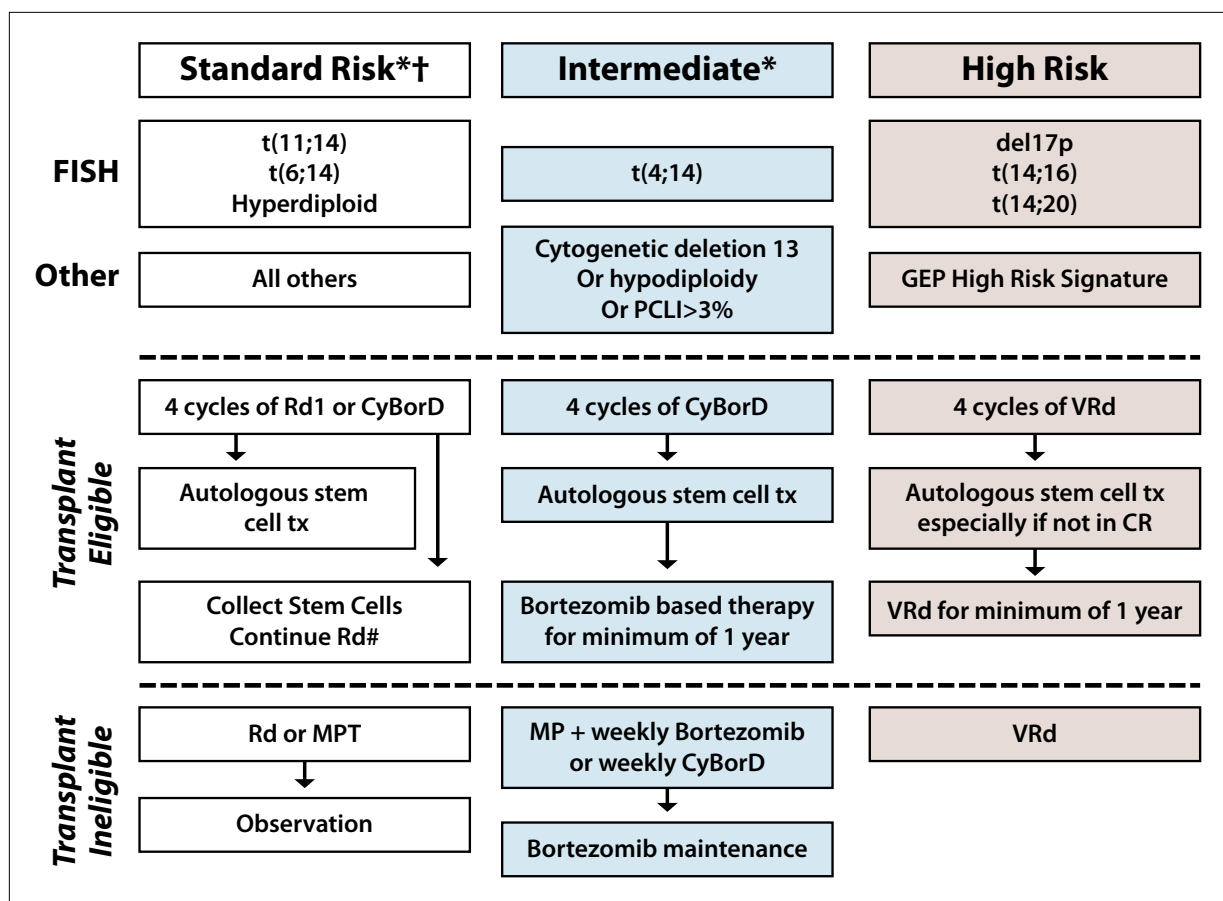 Standard Risk*†
Intermediate*
High Risk
FISH
t(11;14)
t(6;14)
Hyperdiploid
t(4;14)
del17p
t(14;16)
t(14;20)
Other
All others
Cytogenetic deletion 13
Or hypodiploidy
Or PCLI>3%
GEP High Risk Signature
Transplant
Eligible
4 cycles of Rd1 or CyBorD
Autologous stem
cell tx
Collect Stem Cells
Continue Rd#
4 cycles of CyBorD
Autologous stem cell tx
Bortezomib based therapy
for minimum of 1 year
4 cycles of VRd
Autologous stem cell tx
especially if not in CR
VRd for minimum of 1 year
Transplant
Ineligible
Rd or MPT
Observation
MP + weekly Bortezomib
or weekly CyBorD
Bortezomib maintenance
VRd